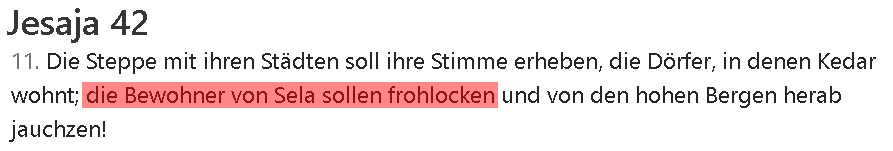 Jesaja 42
11. Die Steppe mit ihren Städten soll ihre Stimme erheben, die Dörfer, in denen Kedar
wohnt; die Bewohner von Sela sollen frohlocken und von den hohen Bergen herab
jauchzen!